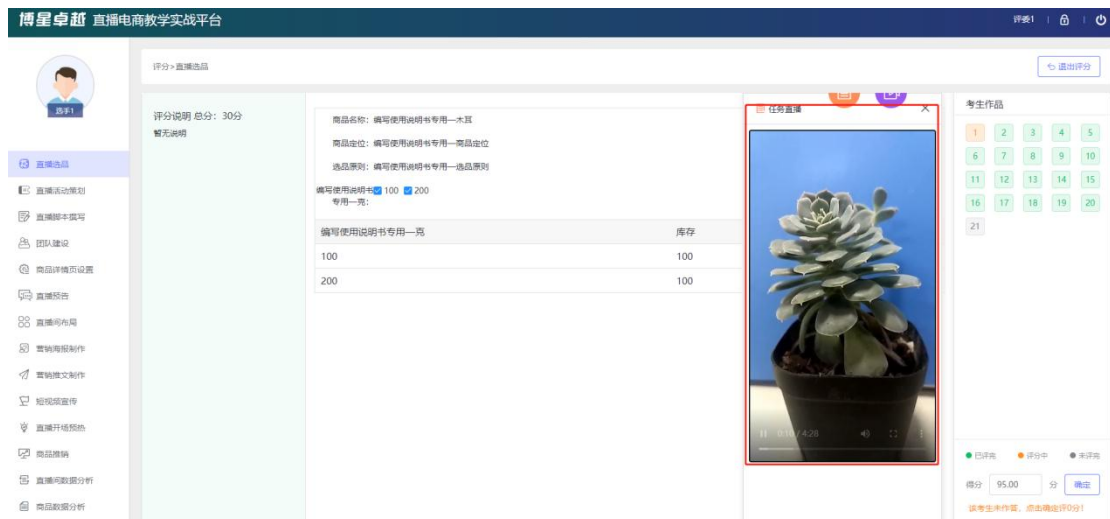 博星卓越 直播电商教学实战平台
评委1
选手1
评分>直播选品
退出评分
直播选品
直播活动策划
直播脚本撰写
团队建设
商品详情页设置
直播预告
直播间布局
营销海报制作
营销推文制作
短视频宣传
直播开场预热
商品推销
直播间数据分析
商品数据分析
评分说明 总分：30分
暂无说明
商品名称：编写使用说明书专用—木耳
商品定位：编写使用说明书专用—商品定位
选品原则：编写使用说明书专用—选品原则
编写使用说明书 100 200
专用—克：
编写使用说明书专用—克 库存
100 100
200 100
任务直播
0:10 / 4:28
考生作品
1 2 3 4 5
6 7 8 9 10
11 12 13 14 15
16 17 18 19 20
21
已评完 评分中 未评完
得分 95.00 分 确定
该考生未作答，点击确定评0分！